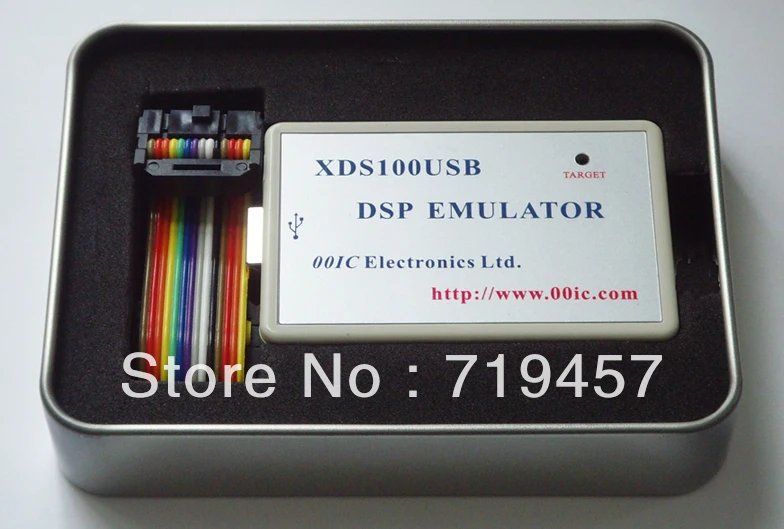 XDS100USB
TARGET
DSP EMULATOR
00IC Electronics Ltd.
http://www.00ic.com
Store No : 719457